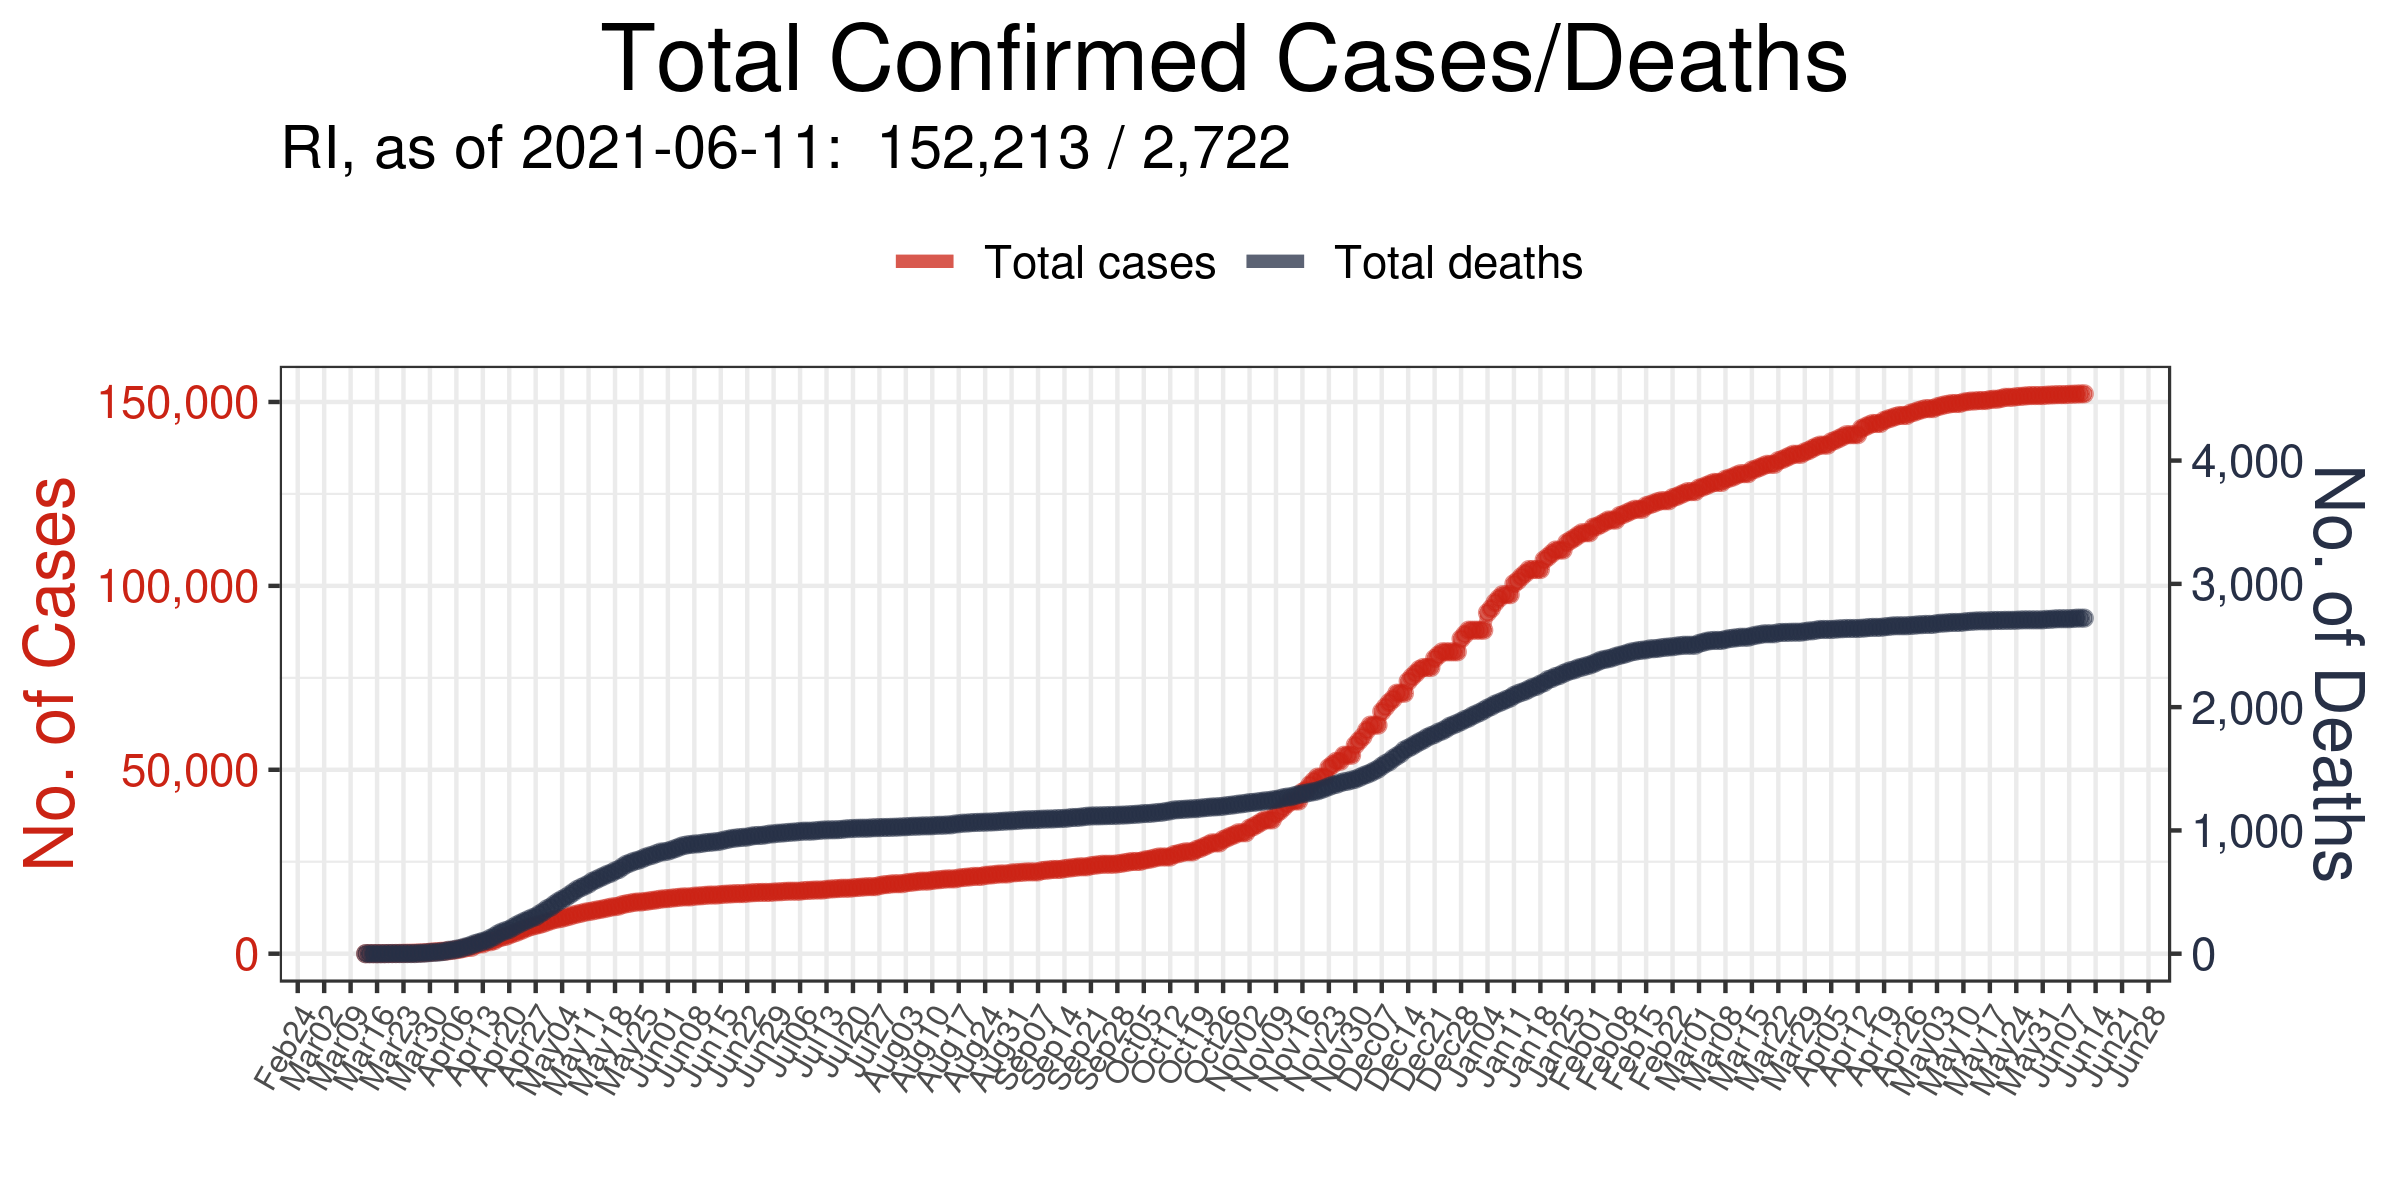 Total Confirmed Cases/Deaths
RI, as of 2021-06-11:  152,213 / 2,722
Total cases
Total deaths
No. of Cases
150,000
100,000
50,000
0
4,000
3,000
2,000
1,000
0
No. of Deaths
Feb24
Mar02
Mar09
Mar16
Mar23
Mar30
Apr06
Apr13
Apr20
Apr27
May04
May11
May18
May25
Jun01
Jun08
Jun15
Jun22
Jun29
Jul06
Jul13
Jul20
Jul27
Aug03
Aug10
Aug17
Aug24
Aug31
Sep07
Sep14
Sep21
Sep28
Oct05
Oct12
Oct19
Oct26
Nov02
Nov09
Nov16
Nov23
Nov30
Dec07
Dec14
Dec21
Dec28
Jan04
Jan11
Jan18
Jan25
Feb01
Feb08
Feb15
Feb22
Mar01
Mar08
Mar15
Mar22
Mar29
Apr05
Apr12
Apr19
Apr26
May03
May10
May17
May24
May31
Jun07
Jun14
Jun21
Jun28